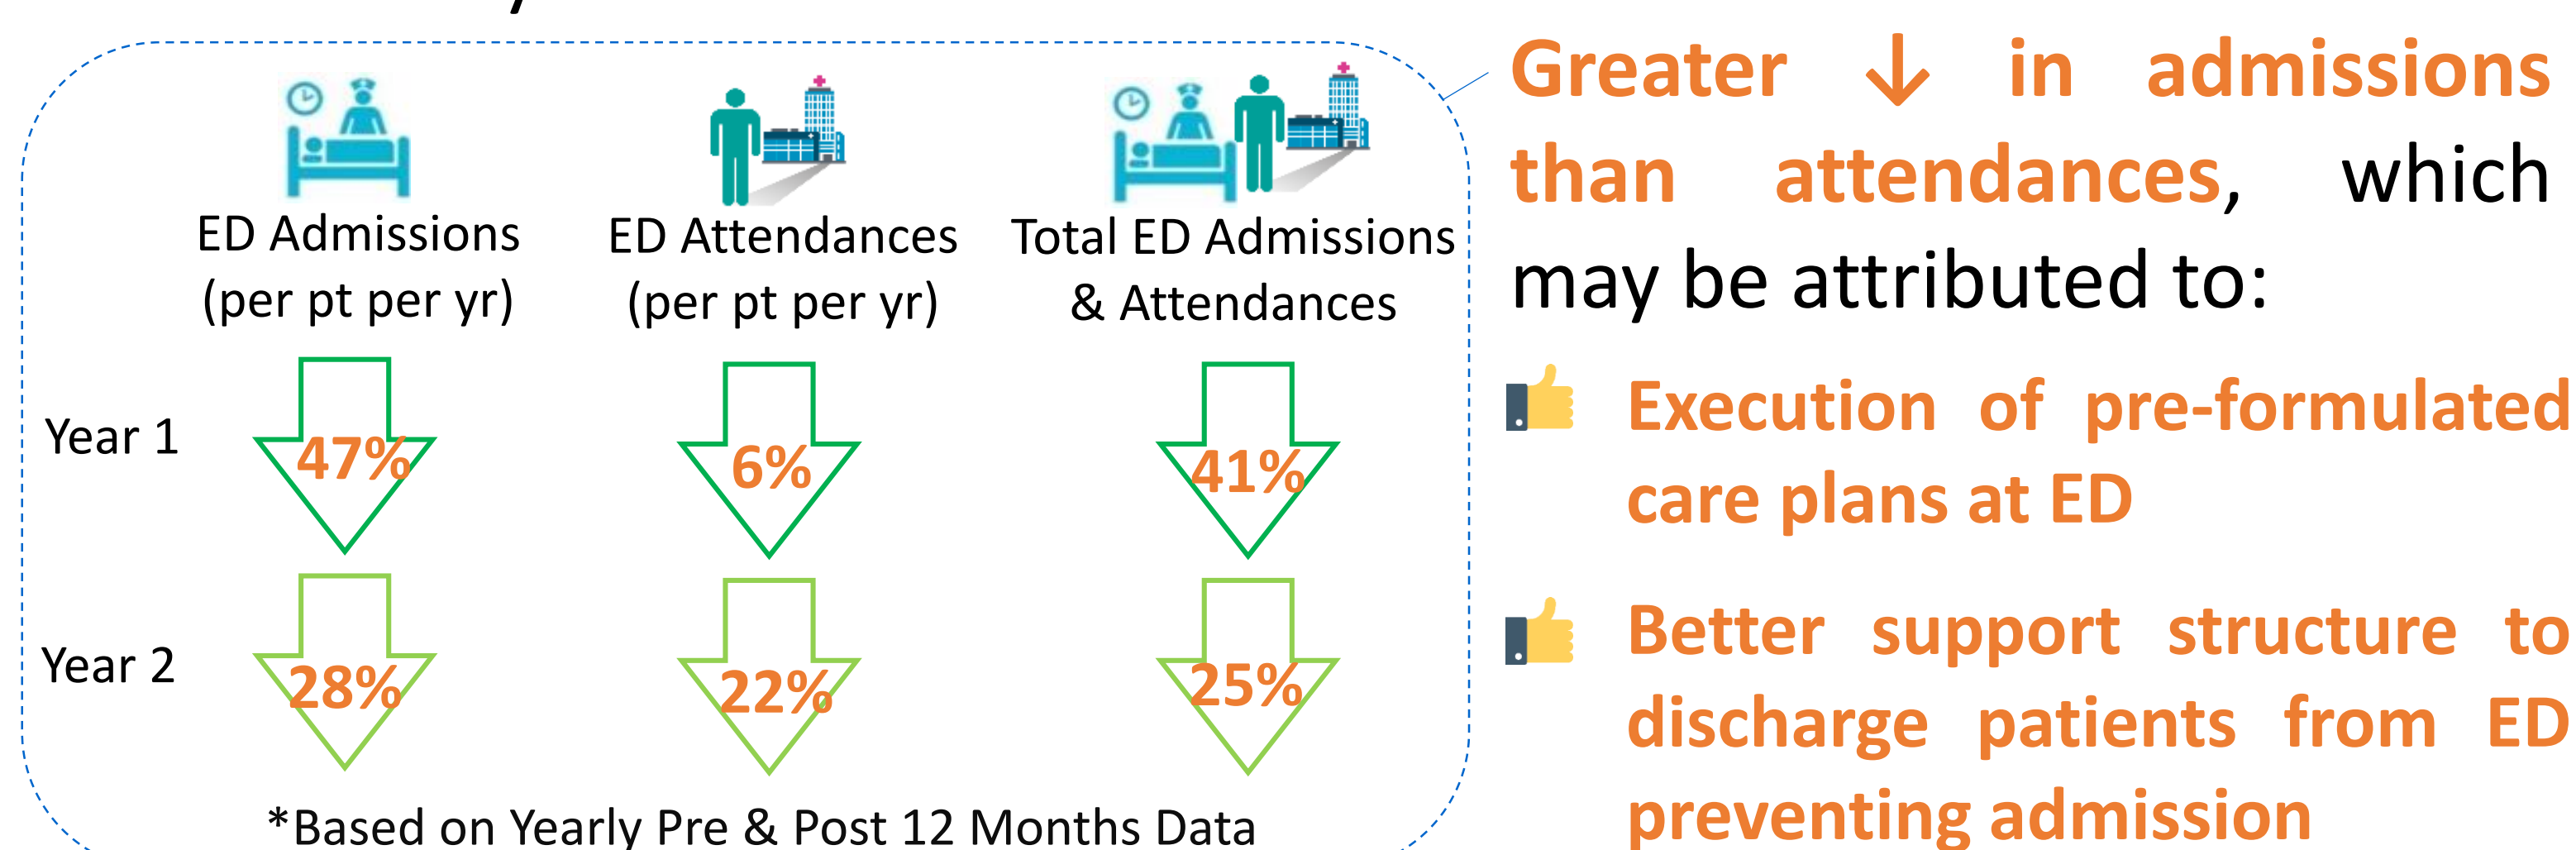 ED Admissions
(per pt per yr)
ED Attendances
(per pt per yr)
Total ED Admissions
& Attendances
Year 1
47%
6%
41%
Year 2
28%
22%
25%
*Based on Yearly Pre & Post 12 Months Data
Greater ↓ in admissions
than attendances, which
may be attributed to:
Execution of pre-formulated
care plans at ED
Better support structure to
discharge patients from ED
preventing admission